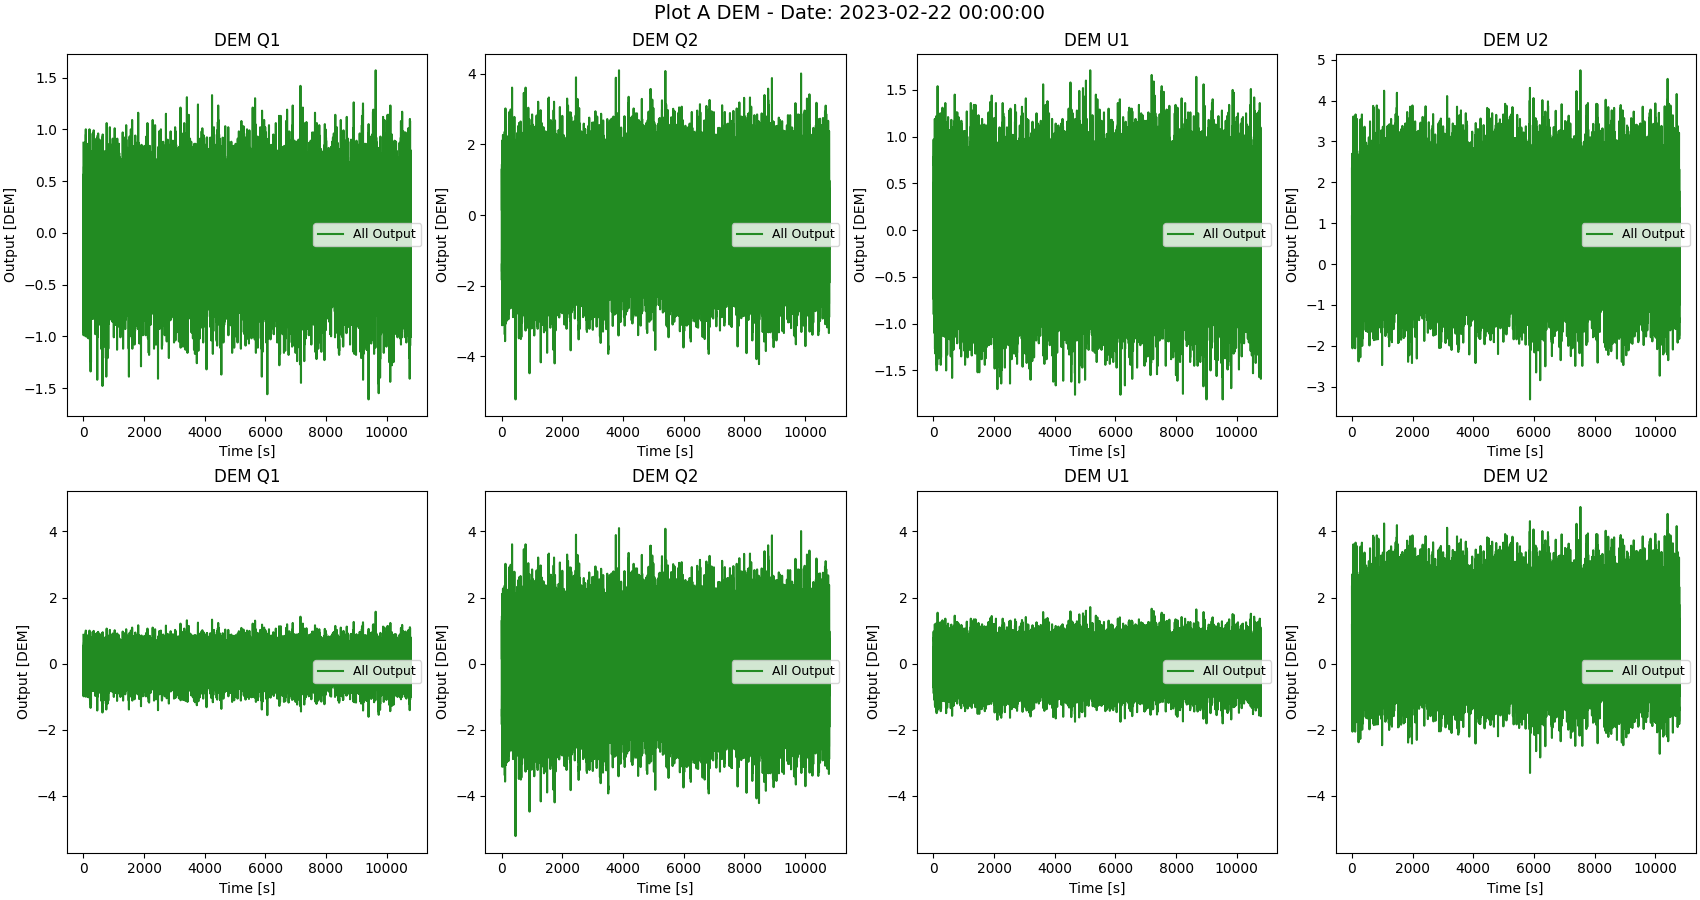 Plot A DEM - Date: 2023-02-22 00:00:00
DEM Q1
DEM Q2
DEM U1
DEM U2
Output [DEM]
1.5
1.0
0.5
0.0
−0.5
−1.0
−1.5
All Output
0 2000 4000 6000 8000 10000
Time [s]
Output [DEM]
4
2
0
−2
−4
All Output
0 2000 4000 6000 8000 10000
Time [s]
Output [DEM]
1.5
1.0
0.5
0.0
−0.5
−1.0
−1.5
All Output
0 2000 4000 6000 8000 10000
Time [s]
Output [DEM]
5
4
3
2
1
0
−1
−2
−3
All Output
0 2000 4000 6000 8000 10000
Time [s]
DEM Q1
DEM Q2
DEM U1
DEM U2
Output [DEM]
4
2
0
−2
−4
All Output
0 2000 4000 6000 8000 10000
Time [s]
Output [DEM]
4
2
0
−2
−4
All Output
0 2000 4000 6000 8000 10000
Time [s]
Output [DEM]
4
2
0
−2
−4
All Output
0 2000 4000 6000 8000 10000
Time [s]
Output [DEM]
4
2
0
−2
−4
All Output
0 2000 4000 6000 8000 10000
Time [s]